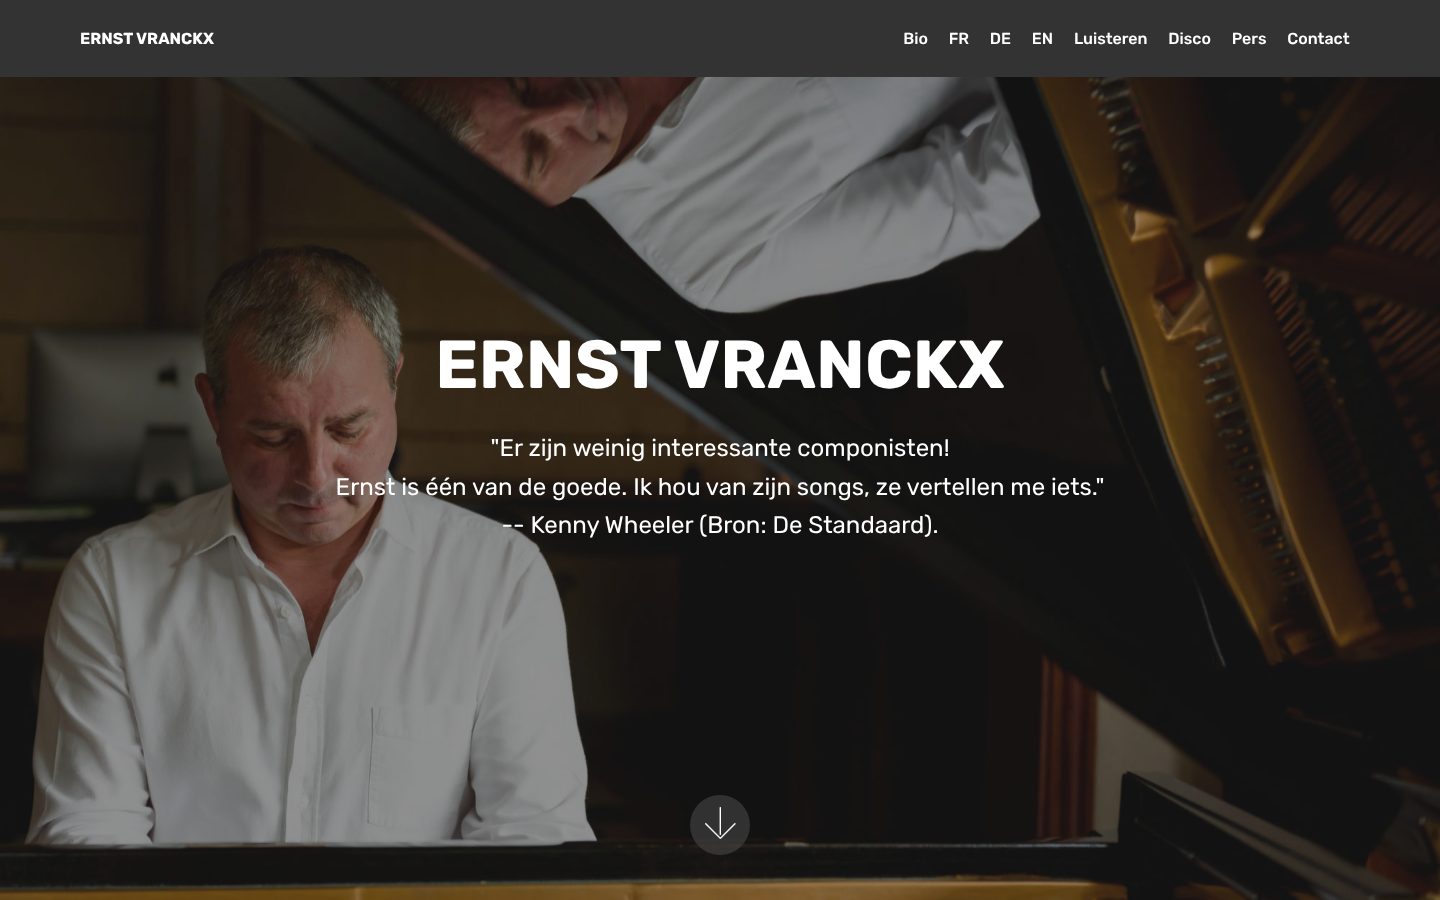 ERNST VRANCKX
Bio FR DE EN Luisteren Disco Pers Contact
ERNST VRANCKX
"Er zijn weinig interessante componisten!
Ernst is één van de goede. Ik hou van zijn songs, ze vertellen me iets."
-- Kenny Wheeler (Bron: De Standaard).